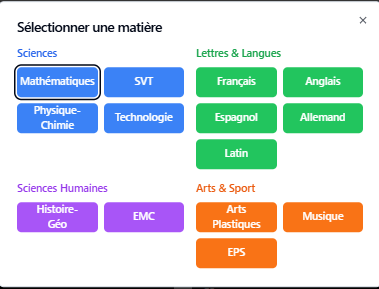 Sélectionner une matière
Sciences
Mathématiques
SVT
Physique-
Chimie
Technologie
Lettres & Langues
Français
Anglais
Espagnol
Allemand
Latin
Sciences Humaines
Histoire-
Géo
EMC
Arts & Sport
Arts
Plastiques
Musique
EPS